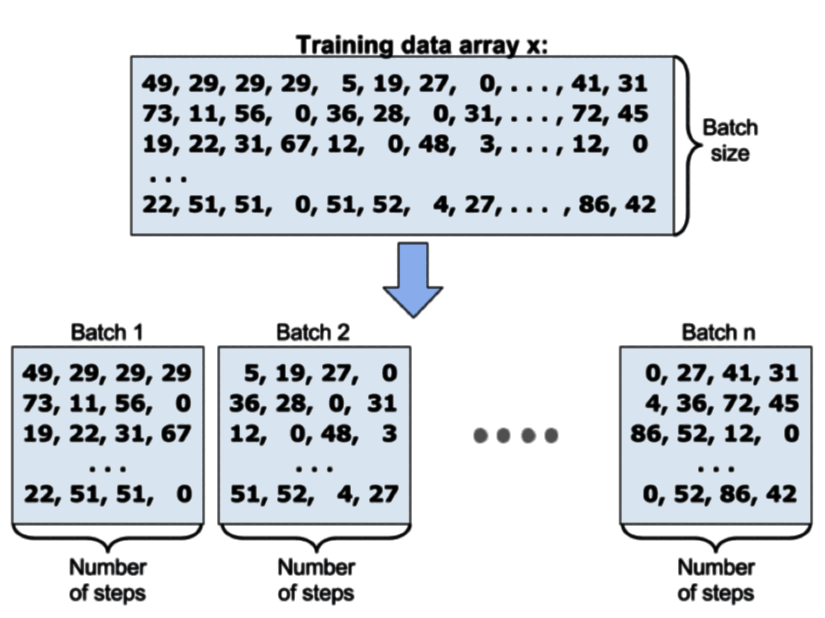 Training data array x:
49, 29, 29, 29, 5, 19, 27, 0, . . . , 41, 31
73, 11, 56, 0, 36, 28, 0, 31, . . . , 72, 45
19, 22, 31, 67, 12, 0, 48, 3, . . . , 12, 0
. . .
22, 51, 51, 0, 51, 52, 4, 27, . . . , 86, 42
Batch
size
Batch 1
49, 29, 29, 29
73, 11, 56, 0
19, 22, 31, 67
. . .
22, 51, 51, 0
Number
of steps
Batch 2
5, 19, 27, 0
36, 28, 0, 31
12, 0, 48, 3
. . .
51, 52, 4, 27
Number
of steps
Batch n
0, 27, 41, 31
4, 36, 72, 45
86, 52, 12, 0
. . .
0, 52, 86, 42
Number
of steps